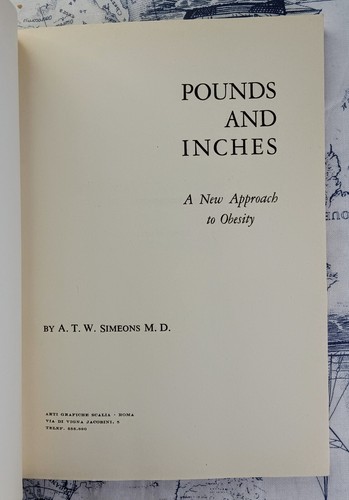 POUNDS
AND
INCHES
A New Approach
to Obesity
BY A. T. W. SIMEONS M. D.
ARTI GRAFICHE SCALIA - ROMA
VIA DI VIGNA JACOBINI, 5
TELEF.